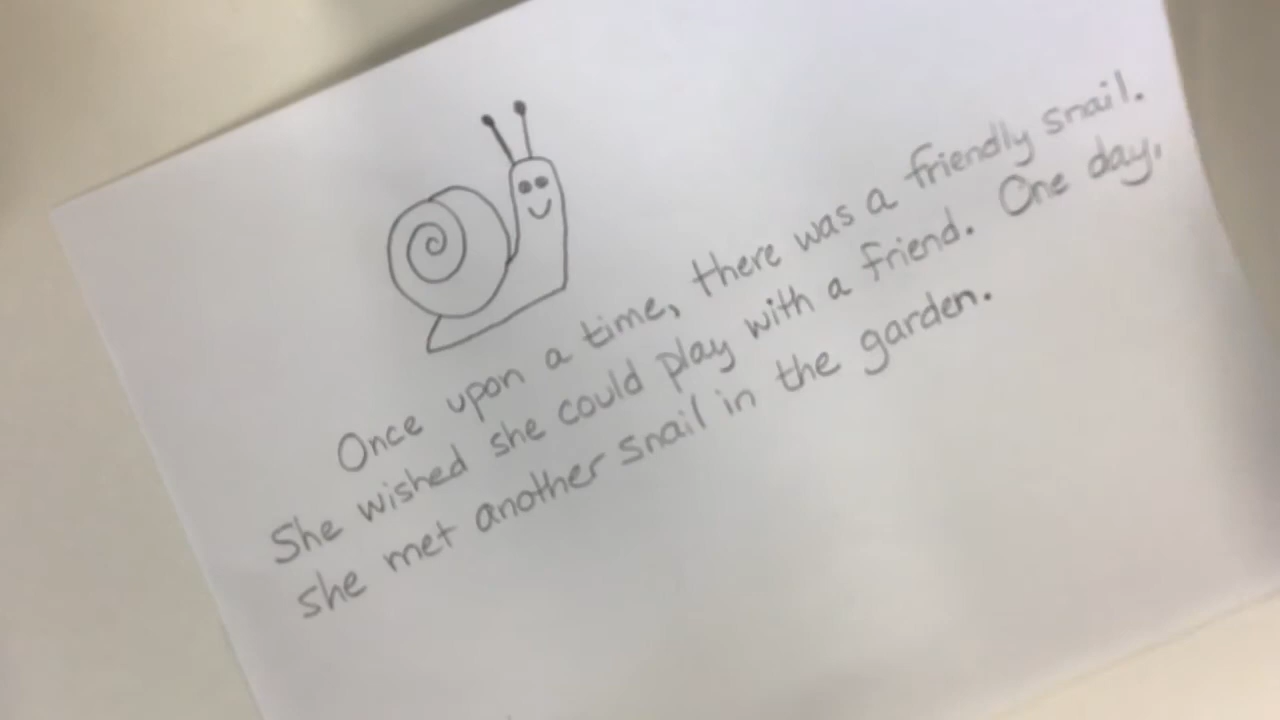 Once upon a time, there was a friendly snail.
She wished she could play with a friend. One day,
she met another snail in the garden.